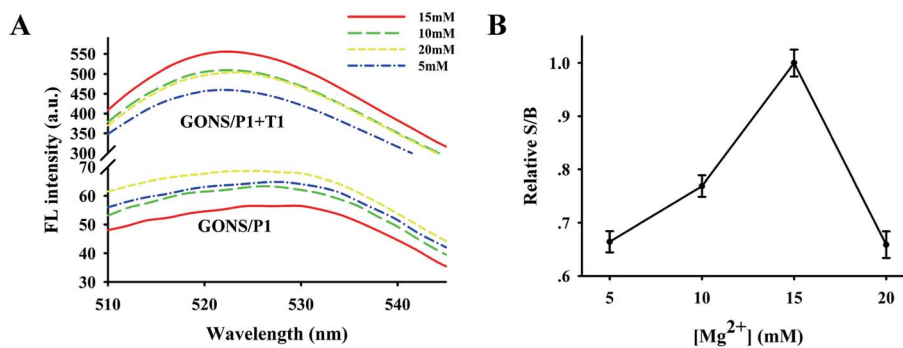 A
15mM
10mM
20mM
5mM
FL intensity (a.u.)
550
500
450
400
350
300
70
60
50
40
30
GONS/P1+T1
GONS/P1
510
520
530
540
Wavelength (nm)
B
Relative S/B
1.0
.9
.8
.7
.6
5
10
15
20
[Mg2+] (mM)